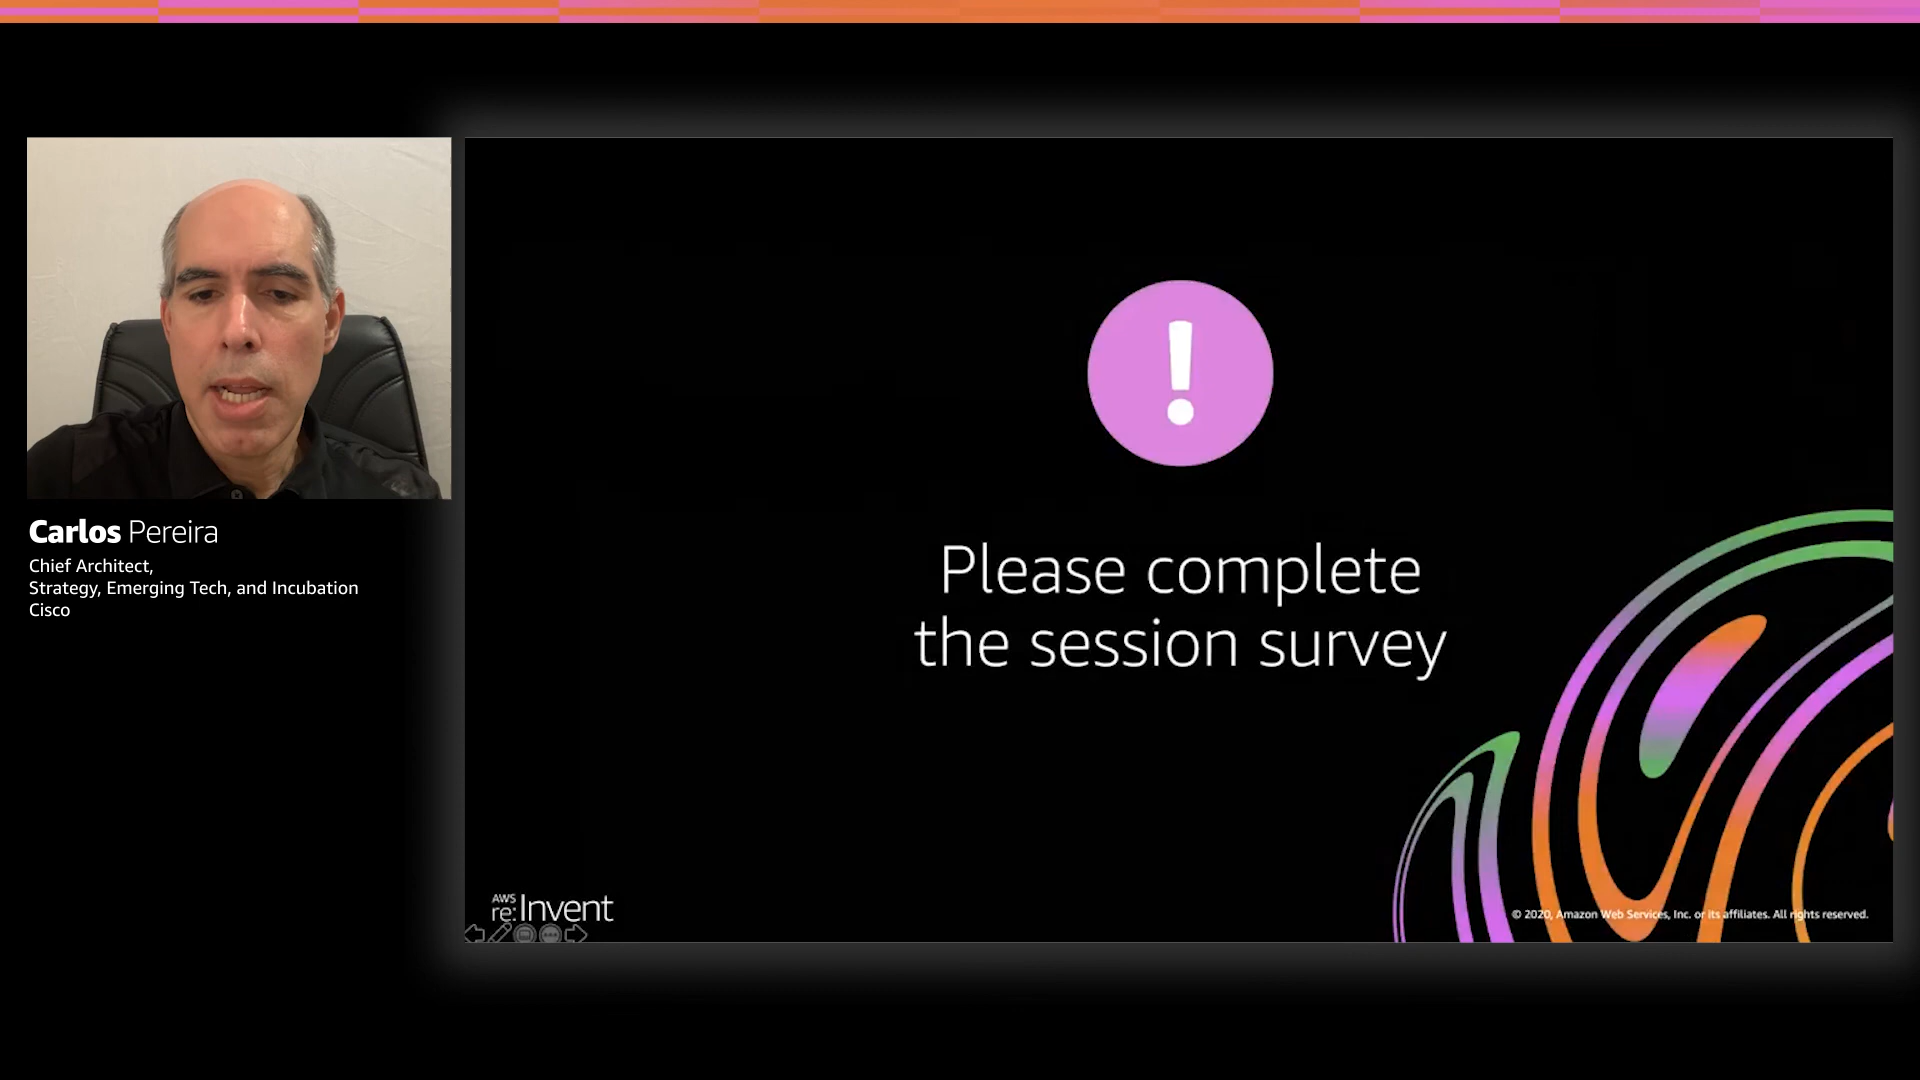 !
Please complete
the session survey
Carlos Pereira
Chief Architect,
Strategy, Emerging Tech, and Incubation
Cisco
AWS
re:Invent
© 2020, Amazon Web Services, Inc. or its affiliates. All rights reserved.